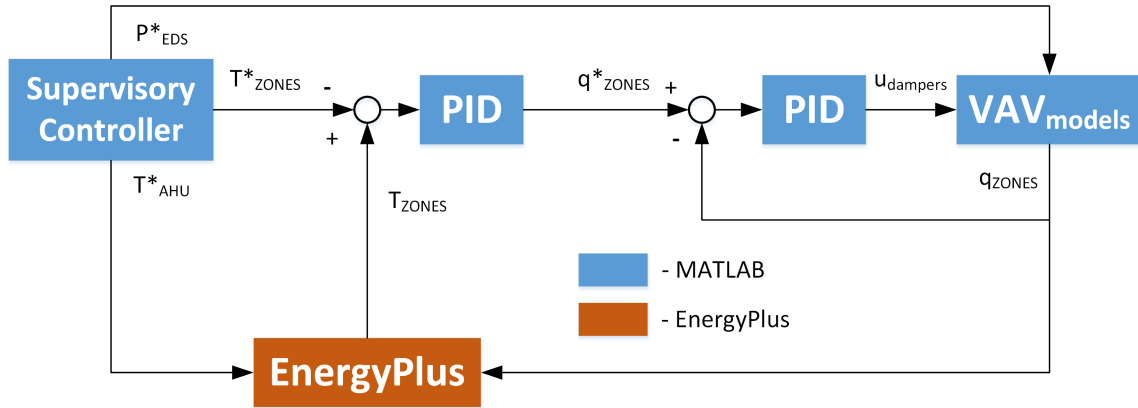 P*EDS
Supervisory
Controller
T*ZONES
-
+
PID
q*ZONES
+
-
PID
udampers
VAVmodels
T*AHU
TZONES
qZONES
- MATLAB
- EnergyPlus
EnergyPlus